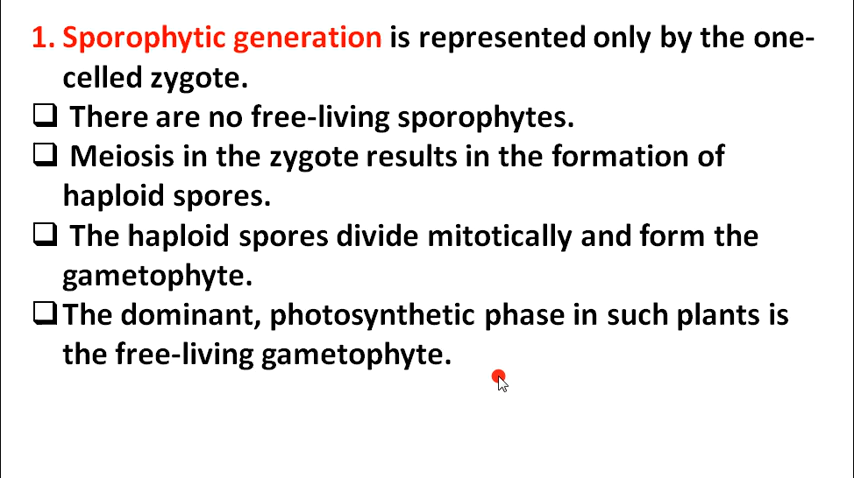 1. Sporophytic generation is represented only by the one-
celled zygote.
❑ There are no free-living sporophytes.
❑ Meiosis in the zygote results in the formation of
haploid spores.
❑ The haploid spores divide mitotically and form the
gametophyte.
❑The dominant, photosynthetic phase in such plants is
the free-living gametophyte.